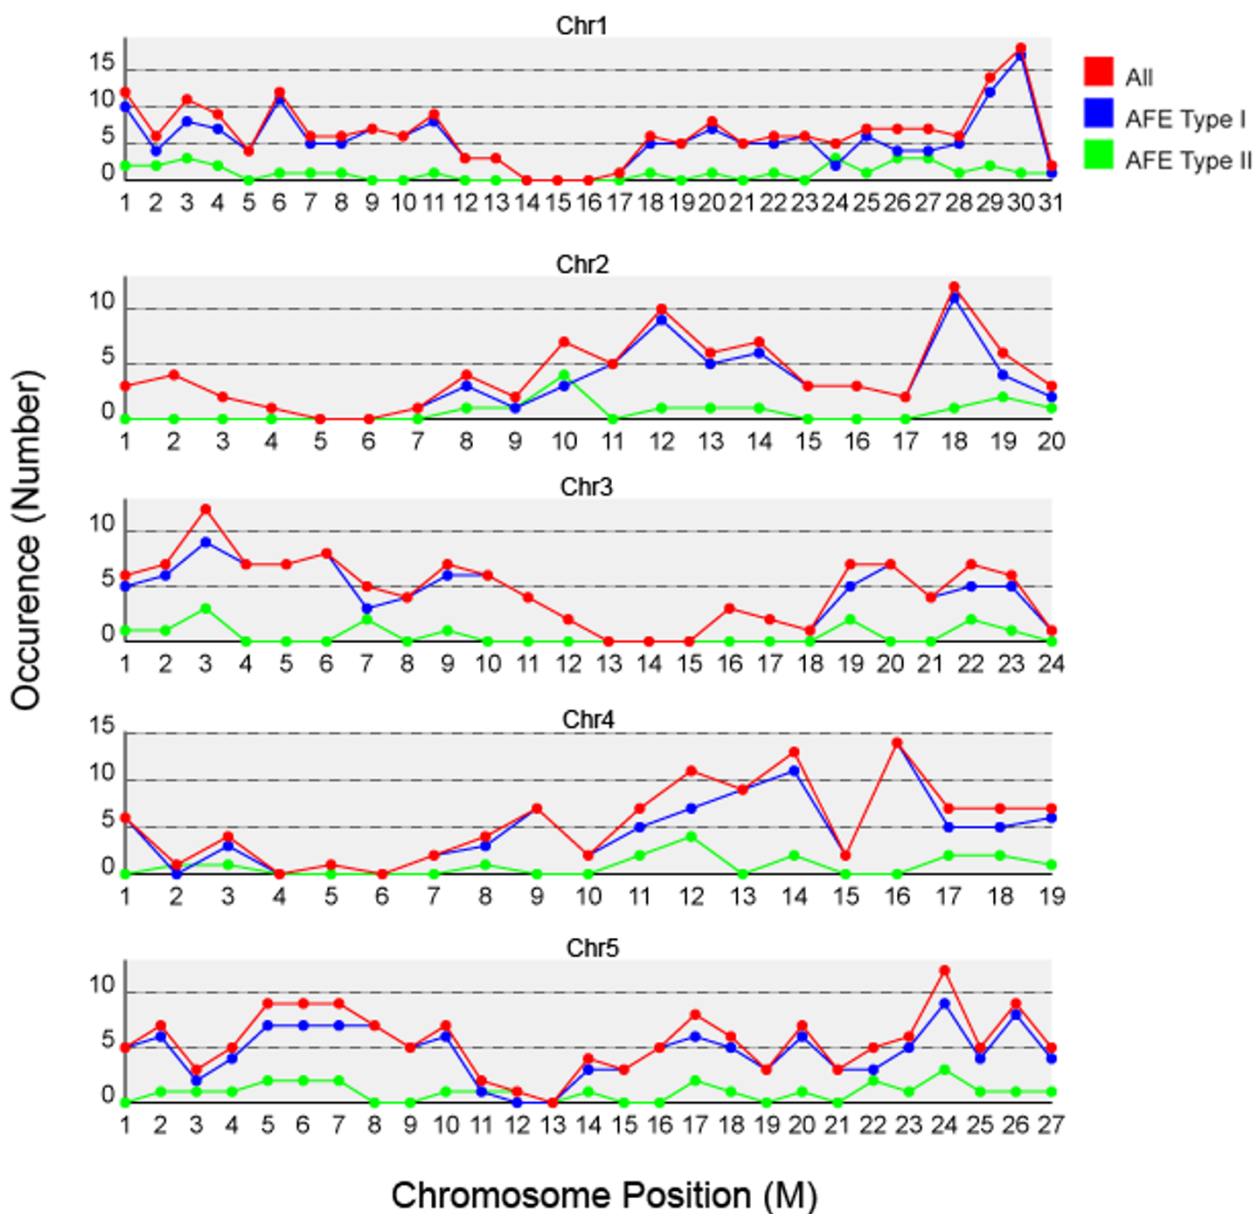 Chr1
15
10
5
0
1 2 3 4 5 6 7 8 9 10 11 12 13 14 15 16 17 18 19 20 21 22 23 24 25 26 27 28 29 30 31
All
AFE Type I
AFE Type II
Chr2
10
5
0
1 2 3 4 5 6 7 8 9 10 11 12 13 14 15 16 17 18 19 20
Occurence (Number)
Chr3
10
5
0
1 2 3 4 5 6 7 8 9 10 11 12 13 14 15 16 17 18 19 20 21 22 23 24
Chr4
15
10
5
0
1 2 3 4 5 6 7 8 9 10 11 12 13 14 15 16 17 18 19
Chr5
10
5
0
1 2 3 4 5 6 7 8 9 10 11 12 13 14 15 16 17 18 19 20 21 22 23 24 25 26 27
Chromosome Position (M)